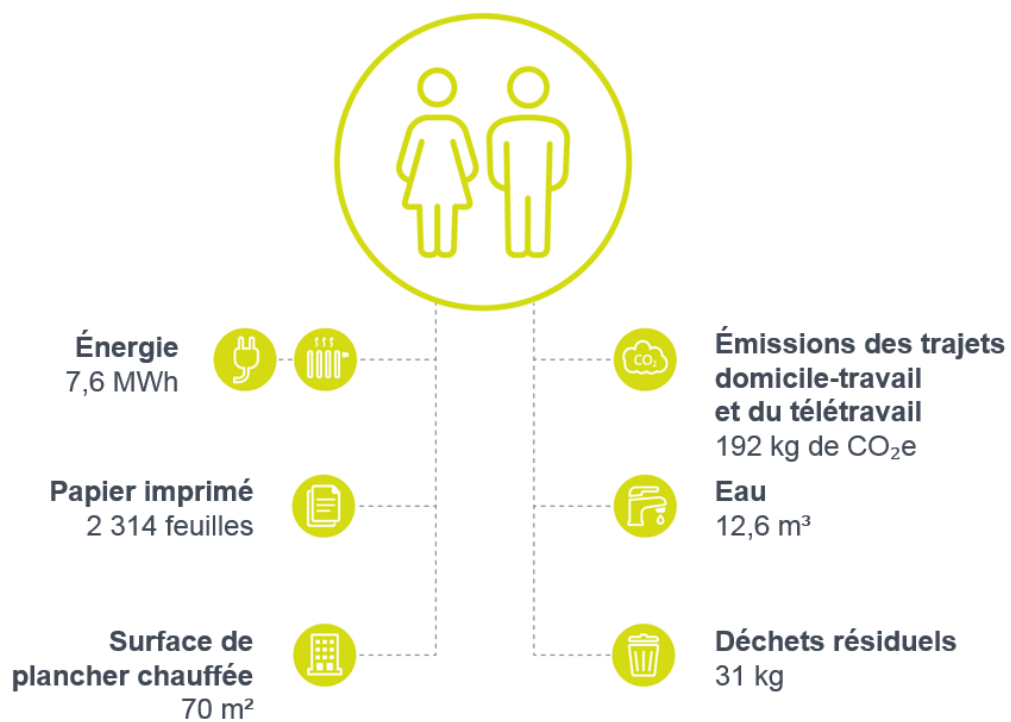 Énergie
7,6 MWh
Papier imprimé
2 314 feuilles
Surface de
plancher chauffée
70 m²
CO₂
Émissions des trajets
domicile-travail
et du télétravail
192 kg de CO₂e
Eau
12,6 m³
Déchets résiduels
31 kg